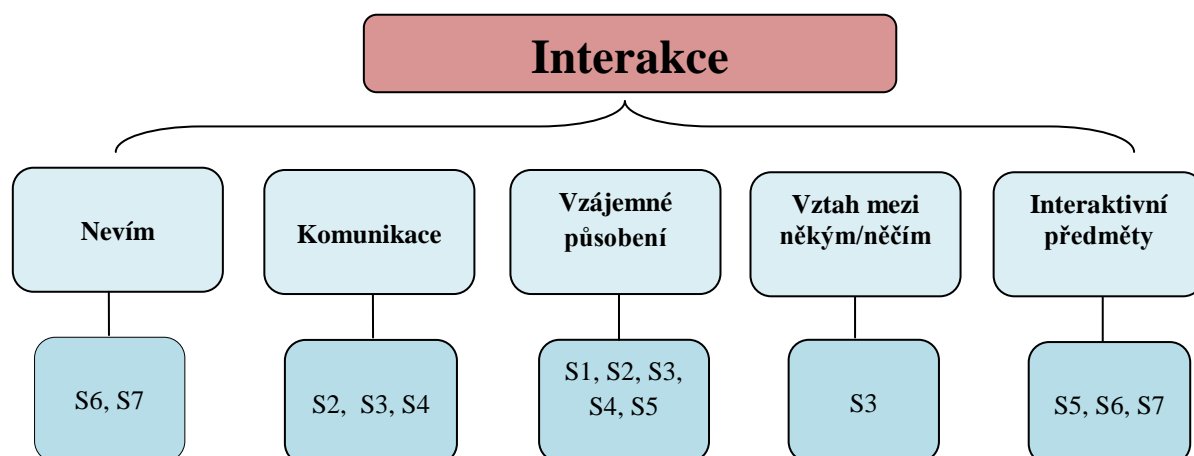 Interakce
Nevím
Komunikace
Vzájemné
působení
Vztah mezi
někým/něčím
Interaktivní
předměty
S6, S7
S2, S3, S4
S1, S2, S3,
S4, S5
S3
S5, S6, S7